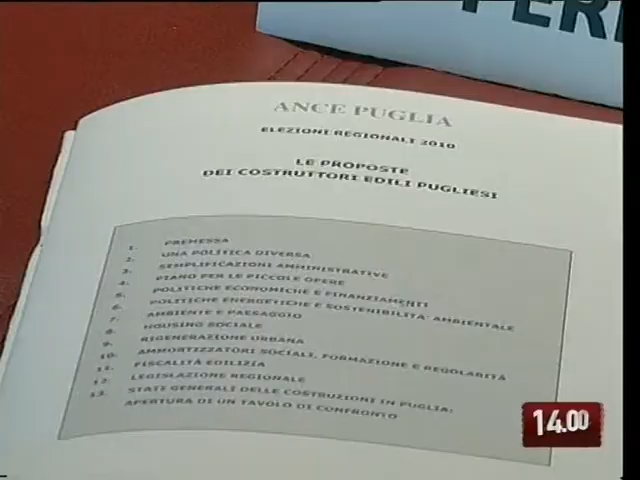 PER
ANCE PUGLIA
ELEZIONI REGIONALI 2010
LE PROPOSTE
DEI COSTRUTTORI EDILI PUGLIESI
PREMESSA
1. UNA POLITICA DIVERSA
2. SEMPLIFICAZIONI AMMINISTRATIVE
3. PIANO PER LE PICCOLE OPERE
4. POLITICHE ECONOMICHE E FINANZIAMENTI
5. POLITICHE ENERGETICHE E SOSTENIBILITA' AMBIENTALE
6. AMBIENTE E PAESAGGIO
7. HOUSING SOCIALE
8. RIGENERAZIONE URBANA
9. AMMORTIZZATORI SOCIALI, FORMAZIONE E REGOLARITÀ
10. FISCALITÀ EDILIZIA
11. LEGISLAZIONE REGIONALE
12. STATI GENERALI DELLE COSTRUZIONI IN PUGLIA:
13. APERTURA DI UN TAVOLO DI CONFRONTO
14.00